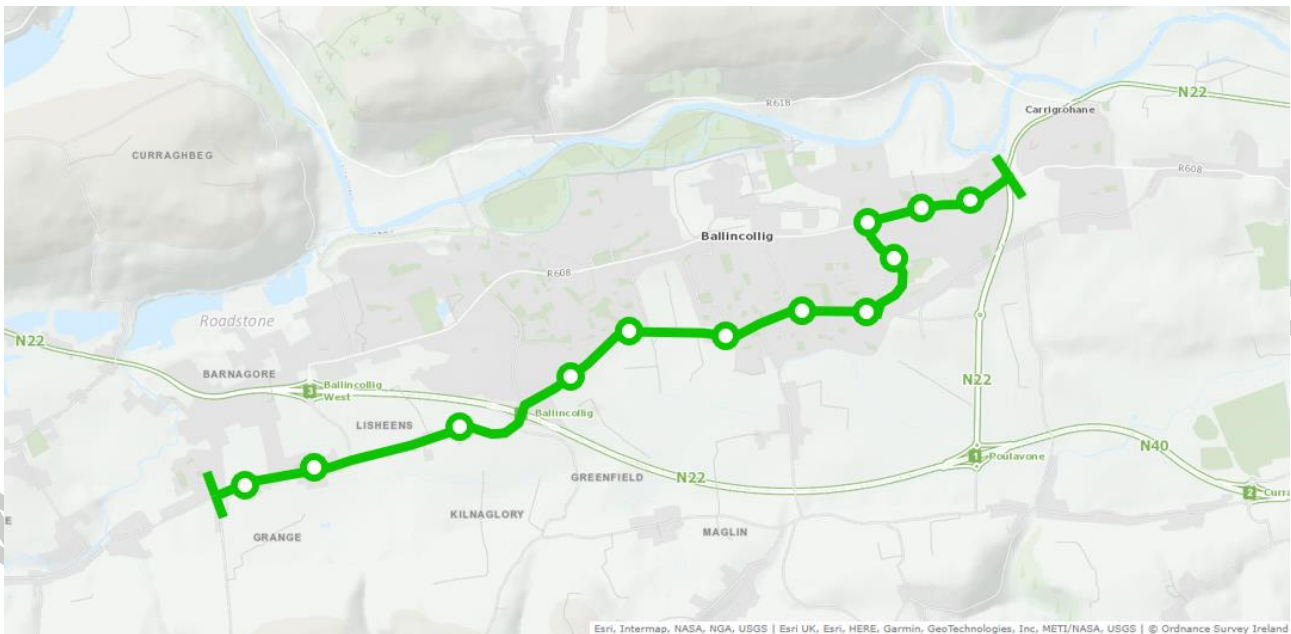 N22
Carrigrohane
R618
CURRAGHBEG
R608
Ballincollig
R608
Roadstone
N22
BARNAGORE
3
Ballincollig
West
N22
Ballincollig
LISHEENS
1
Poulavone
N40
N22
GREENFIELD
2
Curra
KILNAGLORY
E
MAGLIN
GRANGE
Esri, Intermap, NASA, NGA, USGS | Esri UK, Esri, HERE, Garmin, GeoTechnologies, Inc, METI/NASA, USGS | © Ordnance Survey Ireland